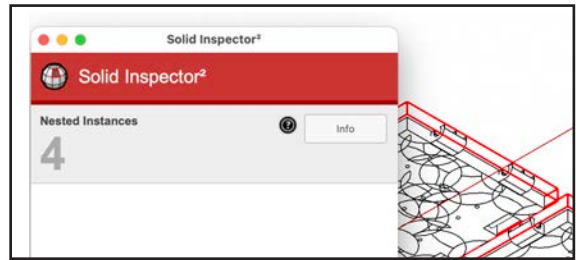 Solid Inspector²
Solid Inspector²
Nested Instances
Info
4